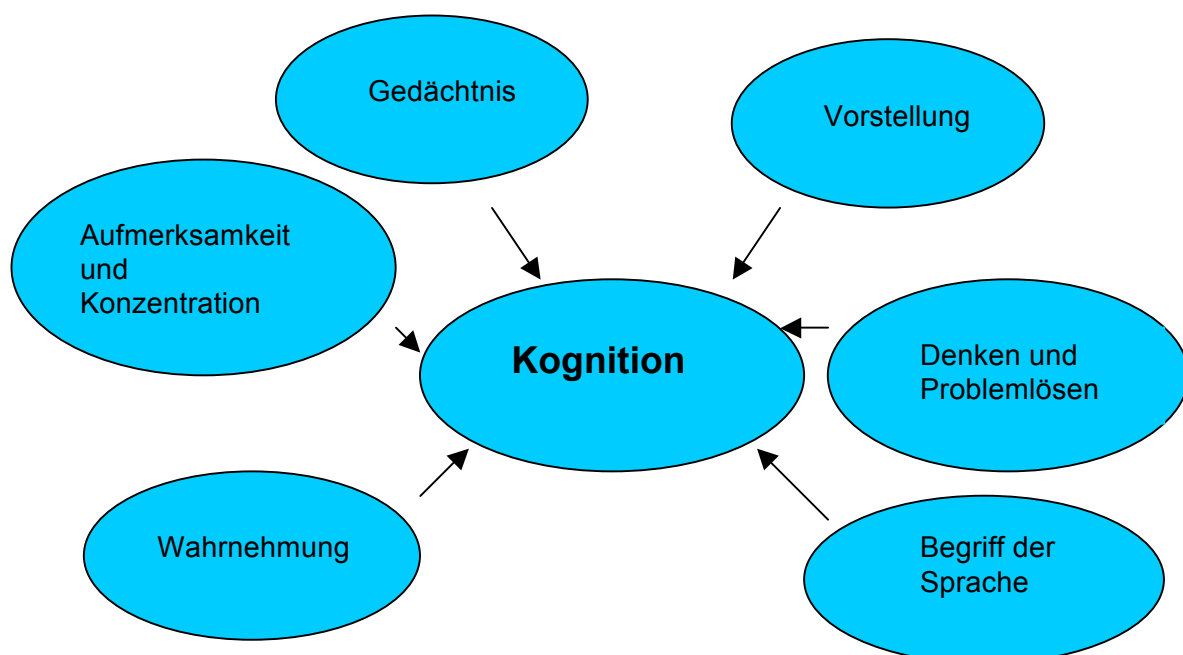 Gedächtnis
Vorstellung
Aufmerksamkeit
und
Konzentration
Kognition
Denken und
Problemlösen
Wahrnehmung
Begriff der
Sprache